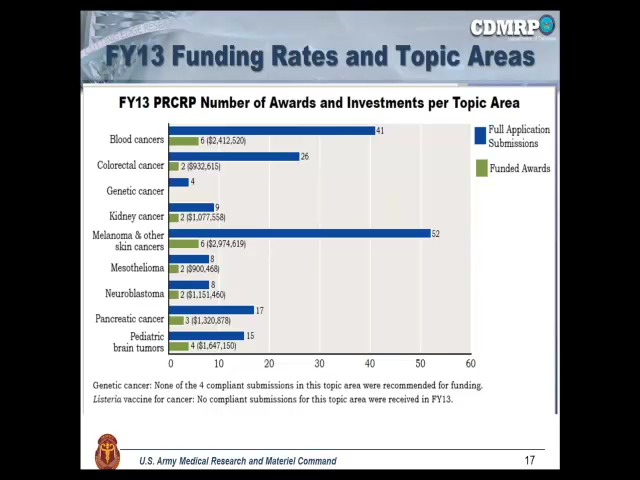 CDMRP
FY13 Funding Rates and Topic Areas
FY13 PRCRP Number of Awards and Investments per Topic Area
Full Application
Submissions
Funded Awards
Blood cancers
41
6 ($2,412,520)
Colorectal cancer
26
2 ($932,615)
Genetic cancer
4
Kidney cancer
9
2 ($1,077,558)
Melanoma & other
skin cancers
52
6 ($2,974,619)
Mesothelioma
8
2 ($900,468)
Neuroblastoma
8
2 ($1,151,460)
Pancreatic cancer
17
3 ($1,320,878)
Pediatric
brain tumors
15
4 ($1,647,150)
0 10 20 30 40 50 60
Genetic cancer: None of the 4 compliant submissions in this topic area were recommended for funding.
Listeria vaccine for cancer: No compliant submissions for this topic area were received in FY13.
U.S. Army Medical Research and Materiel Command
17